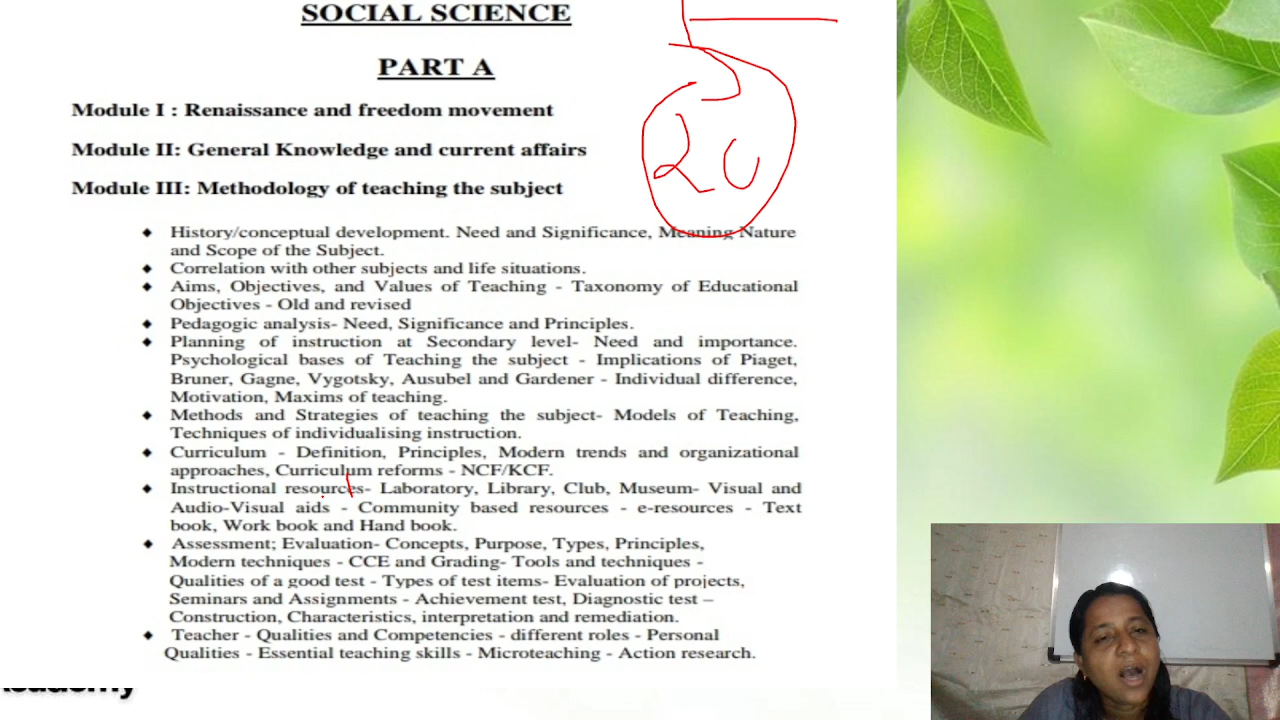 SOCIAL SCIENCE
PART A
Module I : Renaissance and freedom movement
Module II: General Knowledge and current affairs
Module III: Methodology of teaching the subject
20
◆ History/conceptual development. Need and Significance, Meaning Nature
and Scope of the Subject.
◆ Correlation with other subjects and life situations.
◆ Aims, Objectives, and Values of Teaching - Taxonomy of Educational
Objectives - Old and revised
◆ Pedagogic analysis- Need, Significance and Principles.
◆ Planning of instruction at Secondary level- Need and importance.
Psychological bases of Teaching the subject - Implications of Piaget,
Bruner, Gagne, Vygotsky, Ausubel and Gardener - Individual difference,
Motivation, Maxims of teaching.
◆ Methods and Strategies of teaching the subject- Models of Teaching,
Techniques of individualising instruction.
◆ Curriculum - Definition, Principles, Modern trends and organizational
approaches, Curriculum reforms - NCF/KCF.
◆ Instructional resources- Laboratory, Library, Club, Museum- Visual and
Audio-Visual aids - Community based resources - e-resources - Text
book, Work book and Hand book.
◆ Assessment; Evaluation- Concepts, Purpose, Types, Principles,
Modern techniques - CCE and Grading- Tools and techniques -
Qualities of a good test - Types of test items- Evaluation of projects,
Seminars and Assignments - Achievement test, Diagnostic test –
Construction, Characteristics, interpretation and remediation.
◆ Teacher - Qualities and Competencies - different roles - Personal
Qualities - Essential teaching skills - Microteaching - Action research.